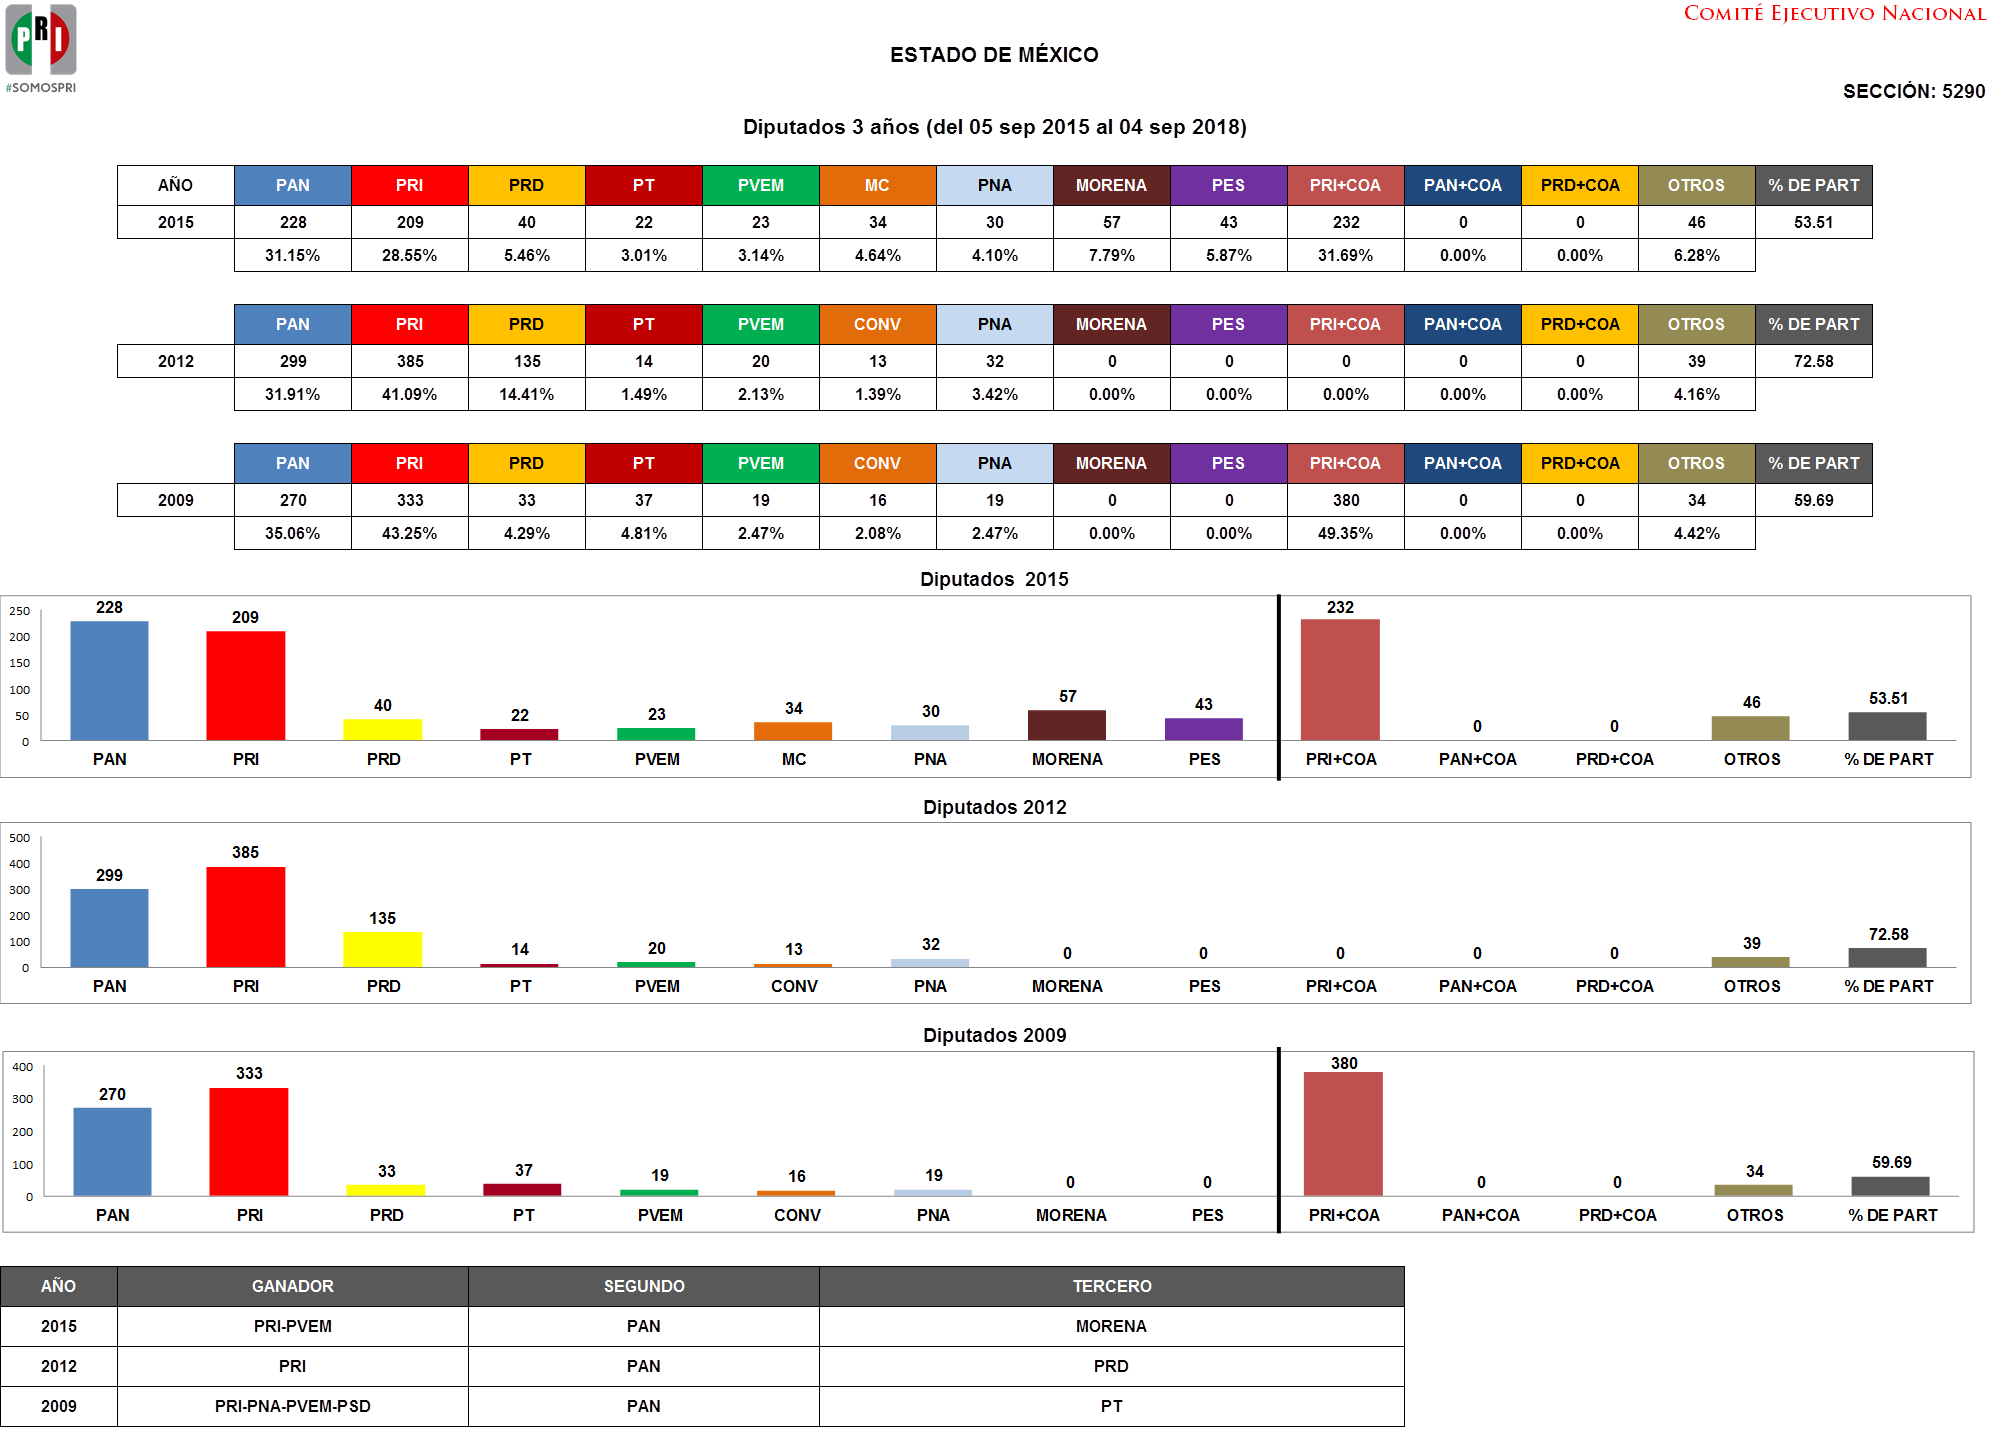 PRI
#SOMOSPRI
COMITÉ EJECUTIVO NACIONAL
ESTADO DE MÉXICO
SECCIÓN: 5290
Diputados 3 años (del 05 sep 2015 al 04 sep 2018)
AÑO PAN PRI PRD PT PVEM MC PNA MORENA PES PRI+COA PAN+COA PRD+COA OTROS % DE PART
2015 228 209 40 22 23 34 30 57 43 232 0 0 46 53.51
31.15% 28.55% 5.46% 3.01% 3.14% 4.64% 4.10% 7.79% 5.87% 31.69% 0.00% 0.00% 6.28%
PAN PRI PRD PT PVEM CONV PNA MORENA PES PRI+COA PAN+COA PRD+COA OTROS % DE PART
2012 299 385 135 14 20 13 32 0 0 0 0 0 39 72.58
31.91% 41.09% 14.41% 1.49% 2.13% 1.39% 3.42% 0.00% 0.00% 0.00% 0.00% 0.00% 4.16%
PAN PRI PRD PT PVEM CONV PNA MORENA PES PRI+COA PAN+COA PRD+COA OTROS % DE PART
2009 270 333 33 37 19 16 19 0 0 380 0 0 34 59.69
35.06% 43.25% 4.29% 4.81% 2.47% 2.08% 2.47% 0.00% 0.00% 49.35% 0.00% 0.00% 4.42%
Diputados 2015
250
200
150
100
50
0
228 209 40 22 23 34 30 57 43 232 0 0 46 53.51
PAN PRI PRD PT PVEM MC PNA MORENA PES PRI+COA PAN+COA PRD+COA OTROS % DE PART
Diputados 2012
500
400
300
200
100
0
299 385 135 14 20 13 32 0 0 0 0 0 39 72.58
PAN PRI PRD PT PVEM CONV PNA MORENA PES PRI+COA PAN+COA PRD+COA OTROS % DE PART
Diputados 2009
400
300
200
100
0
270 333 33 37 19 16 19 0 0 380 0 0 34 59.69
PAN PRI PRD PT PVEM CONV PNA MORENA PES PRI+COA PAN+COA PRD+COA OTROS % DE PART
AÑO GANADOR SEGUNDO TERCERO
2015 PRI-PVEM PAN MORENA
2012 PRI PAN PRD
2009 PRI-PNA-PVEM-PSD PAN PT